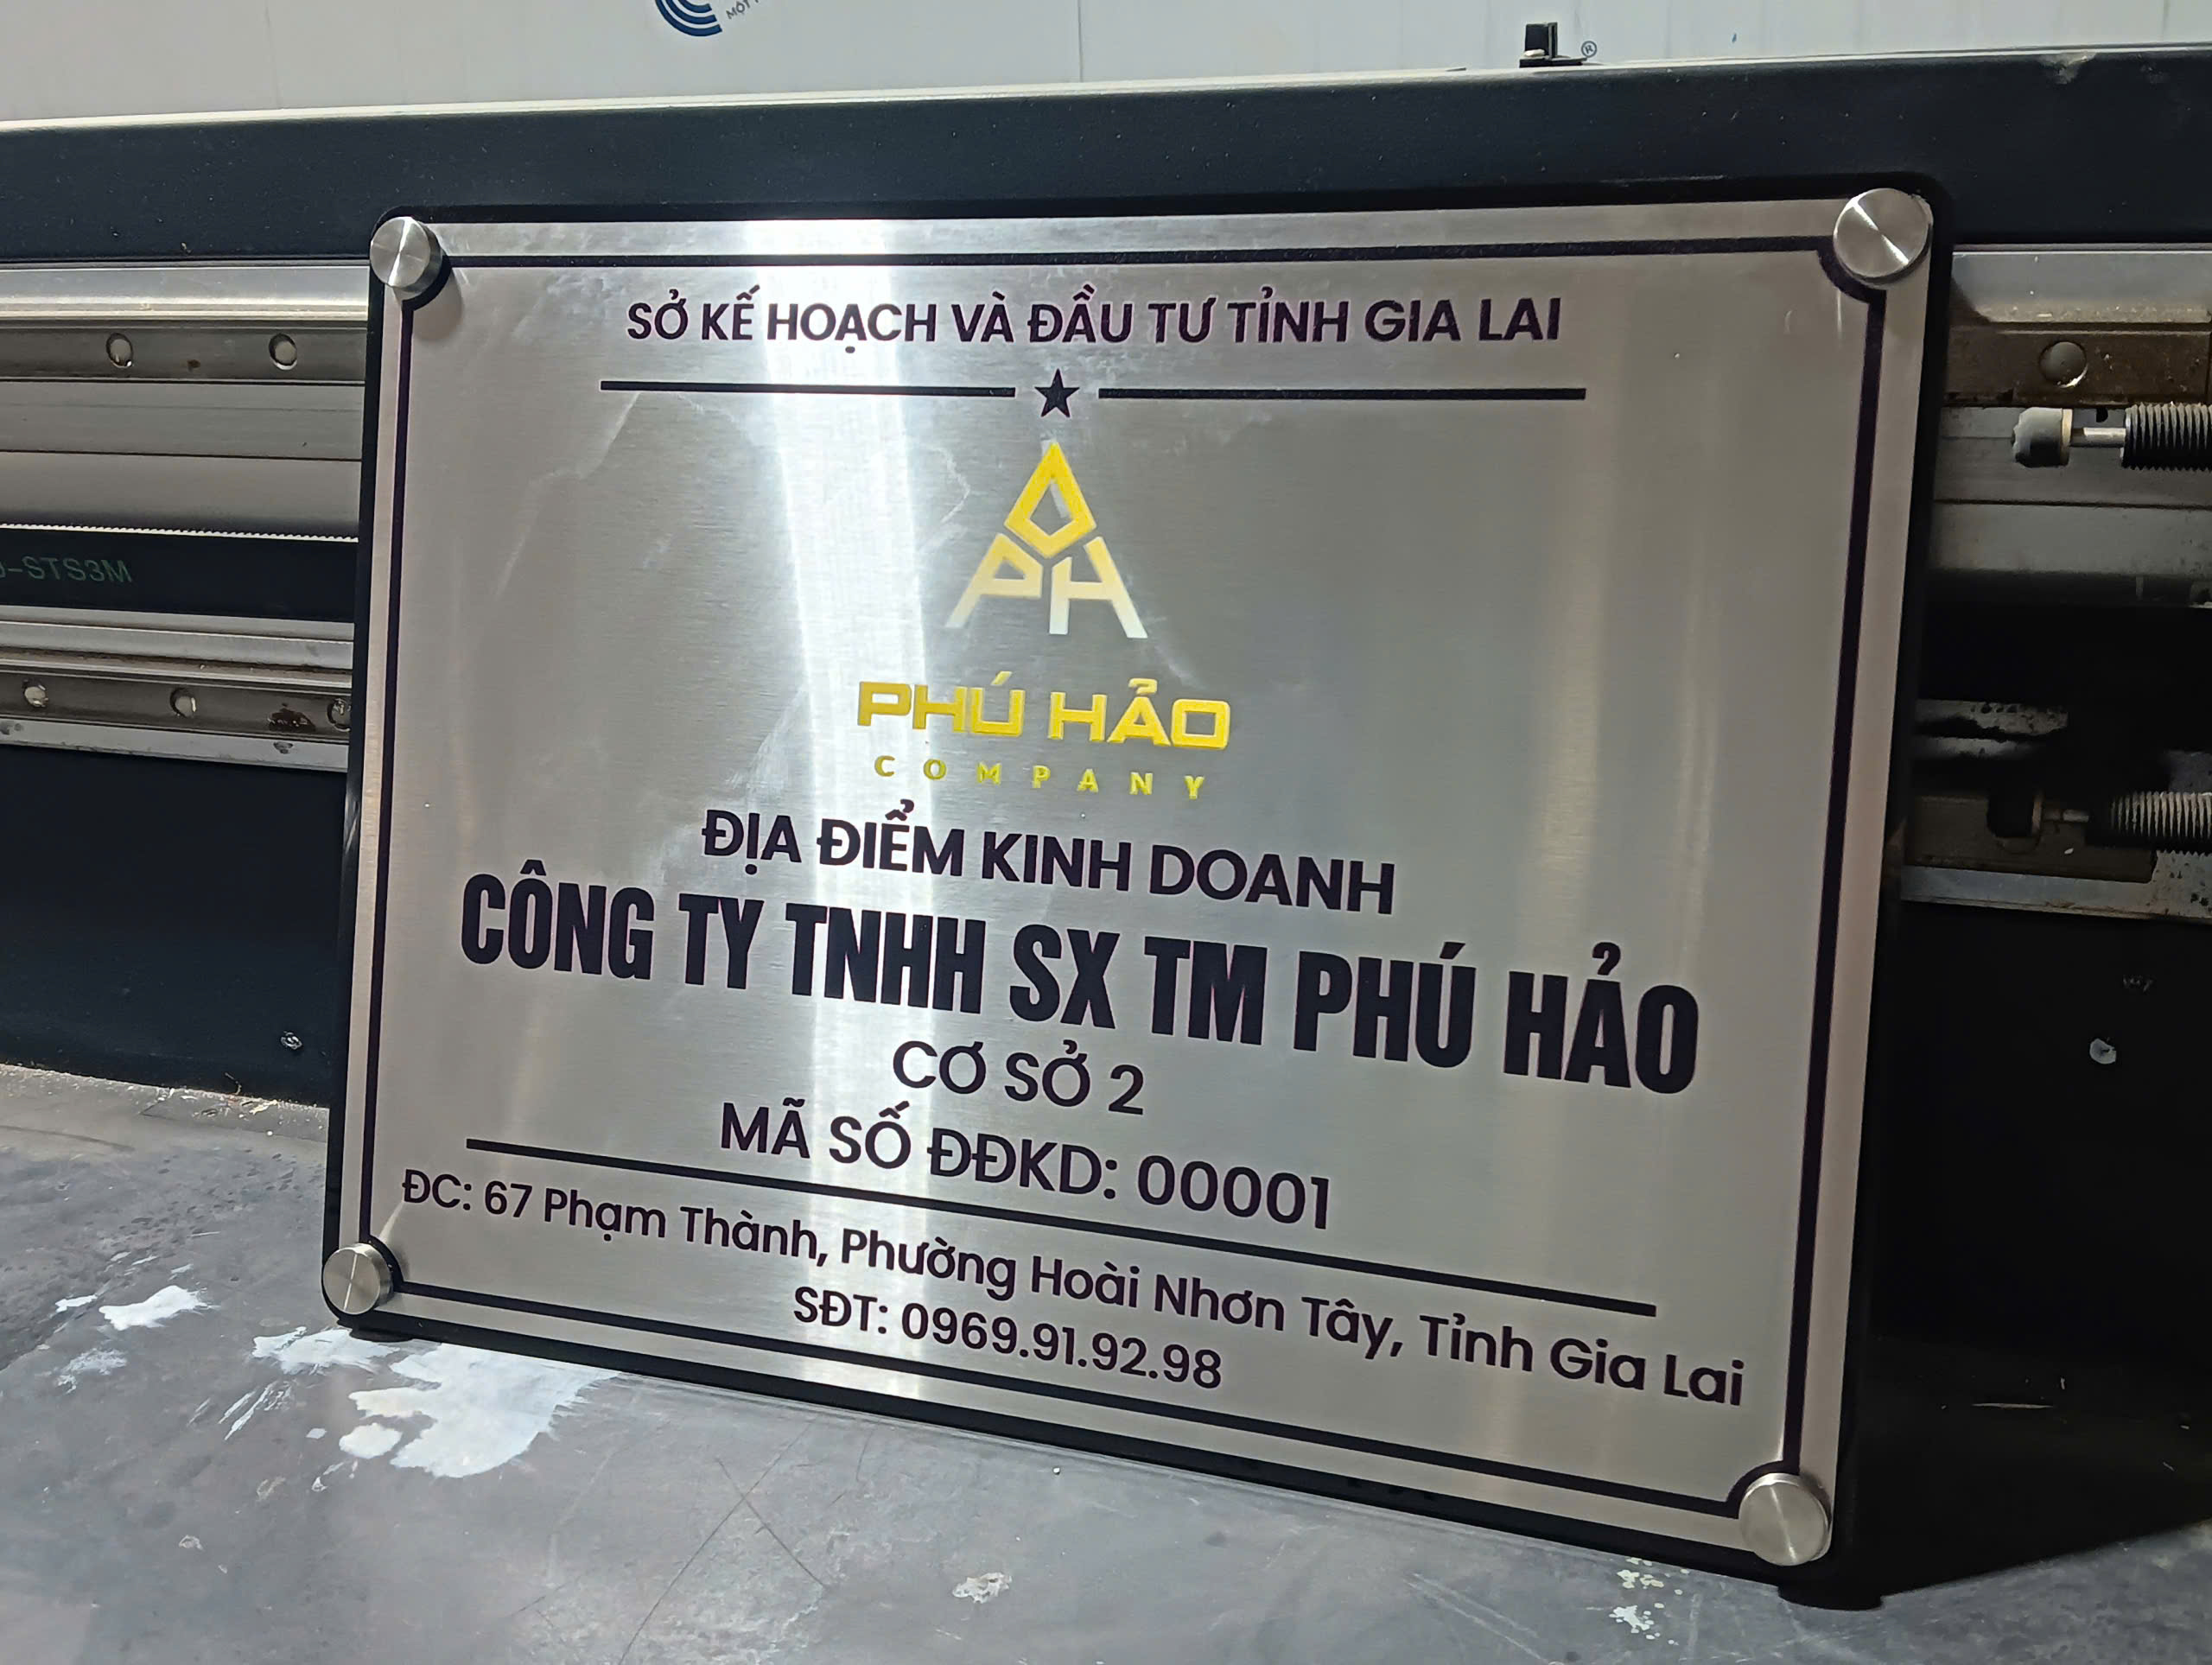 MỘT
®
SỞ KẾ HOẠCH VÀ ĐẦU TƯ TỈNH GIA LAI
PH
PHÚ HẢO
COMPANY
ĐỊA ĐIỂM KINH DOANH
CÔNG TY TNHH SX TM PHÚ HẢO
CƠ SỞ 2
MÃ SỐ ĐĐKD: 00001
ĐC: 67 Phạm Thành, Phường Hoài Nhơn Tây, Tỉnh Gia Lai
SĐT: 0969.91.92.98
-STS3M